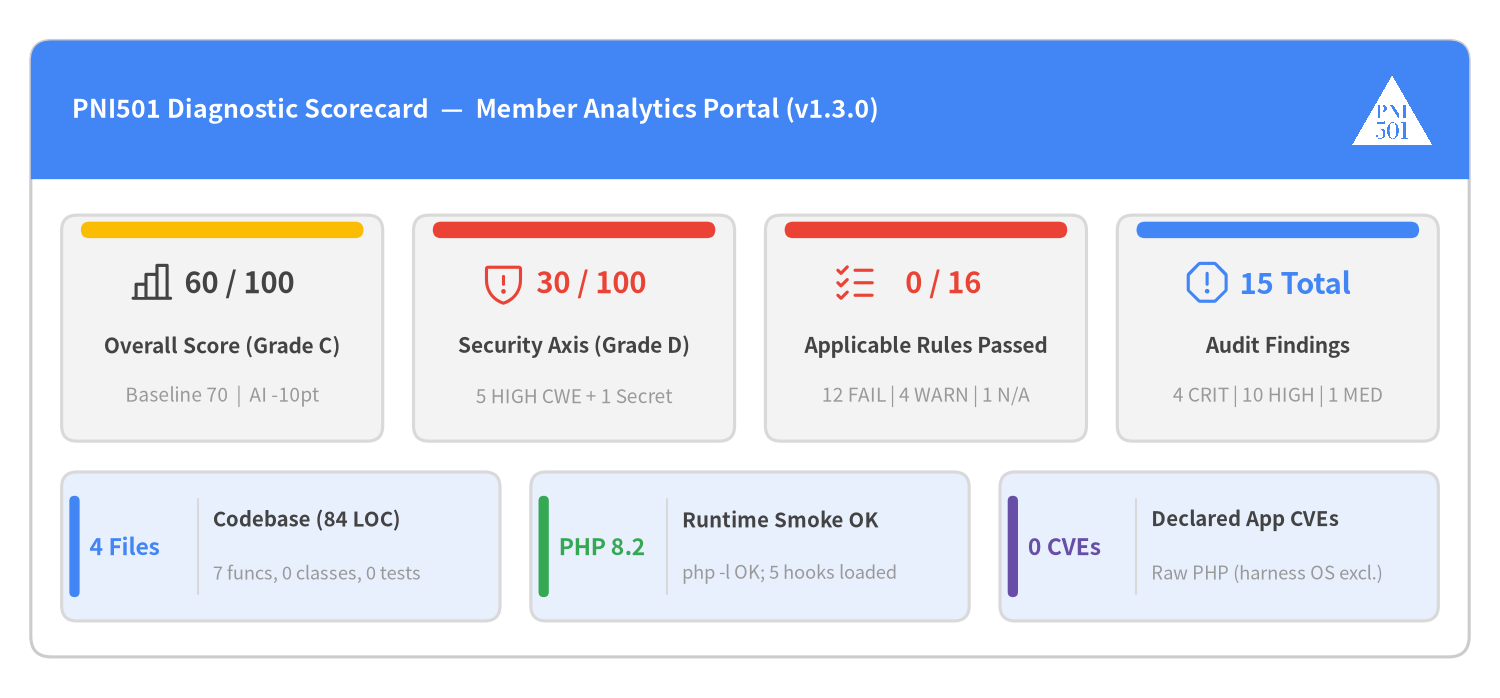 PNI501 Diagnostic Scorecard — Member Analytics Portal (v1.3.0)
PNI
501
60 / 100
Overall Score (Grade C)
Baseline 70 | AI -10pt
30 / 100
Security Axis (Grade D)
5 HIGH CWE + 1 Secret
0 / 16
Applicable Rules Passed
12 FAIL | 4 WARN | 1 N/A
15 Total
Audit Findings
4 CRIT | 10 HIGH | 1 MED
4 Files
Codebase (84 LOC)
7 funcs, 0 classes, 0 tests
PHP 8.2
Runtime Smoke OK
php -l OK; 5 hooks loaded
0 CVEs
Declared App CVEs
Raw PHP (harness OS excl.)